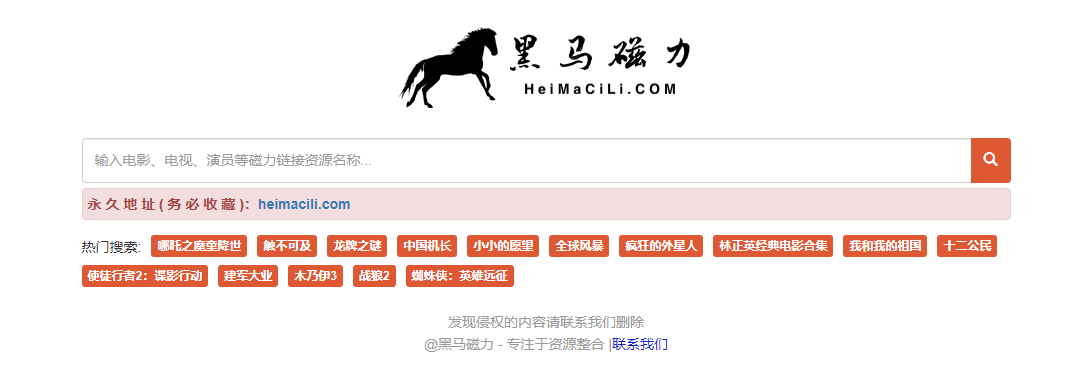 黑马磁力
HeiMaCiLi.COM
输入电影、电视、演员等磁力链接资源名称...
永久地址(务必收藏)：heimacili.com
热门搜索: 哪吒之魔童降世 触不可及 龙牌之谜 中国机长 小小的愿望 全球风暴 疯狂的外星人 林正英经典电影合集 我和我的祖国 十二公民
使徒行者2：谍影行动 建军大业 木乃伊3 战狼2 蜘蛛侠：英雄远征
发现侵权的内容请联系我们删除
@黑马磁力 - 专注于资源整合 |联系我们